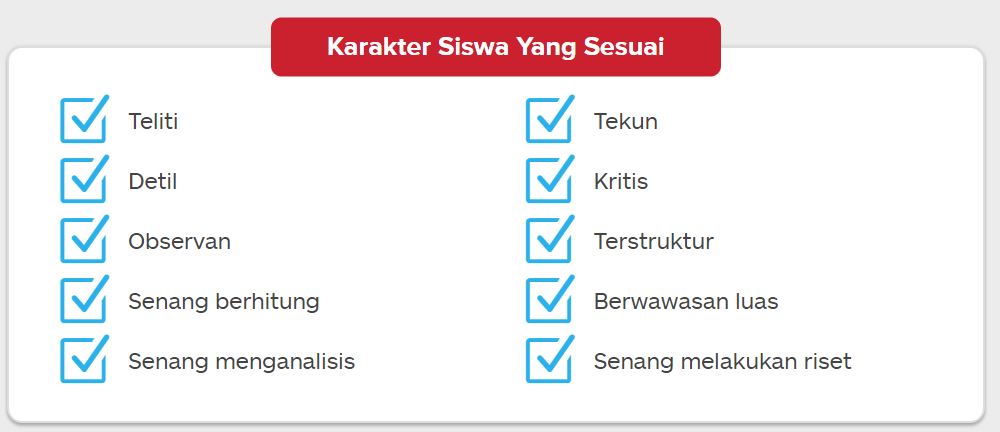 Karakter Siswa Yang Sesuai
Teliti
Detil
Observan
Senang berhitung
Senang menganalisis
Tekun
Kritis
Terstruktur
Berwawasan luas
Senang melakukan riset